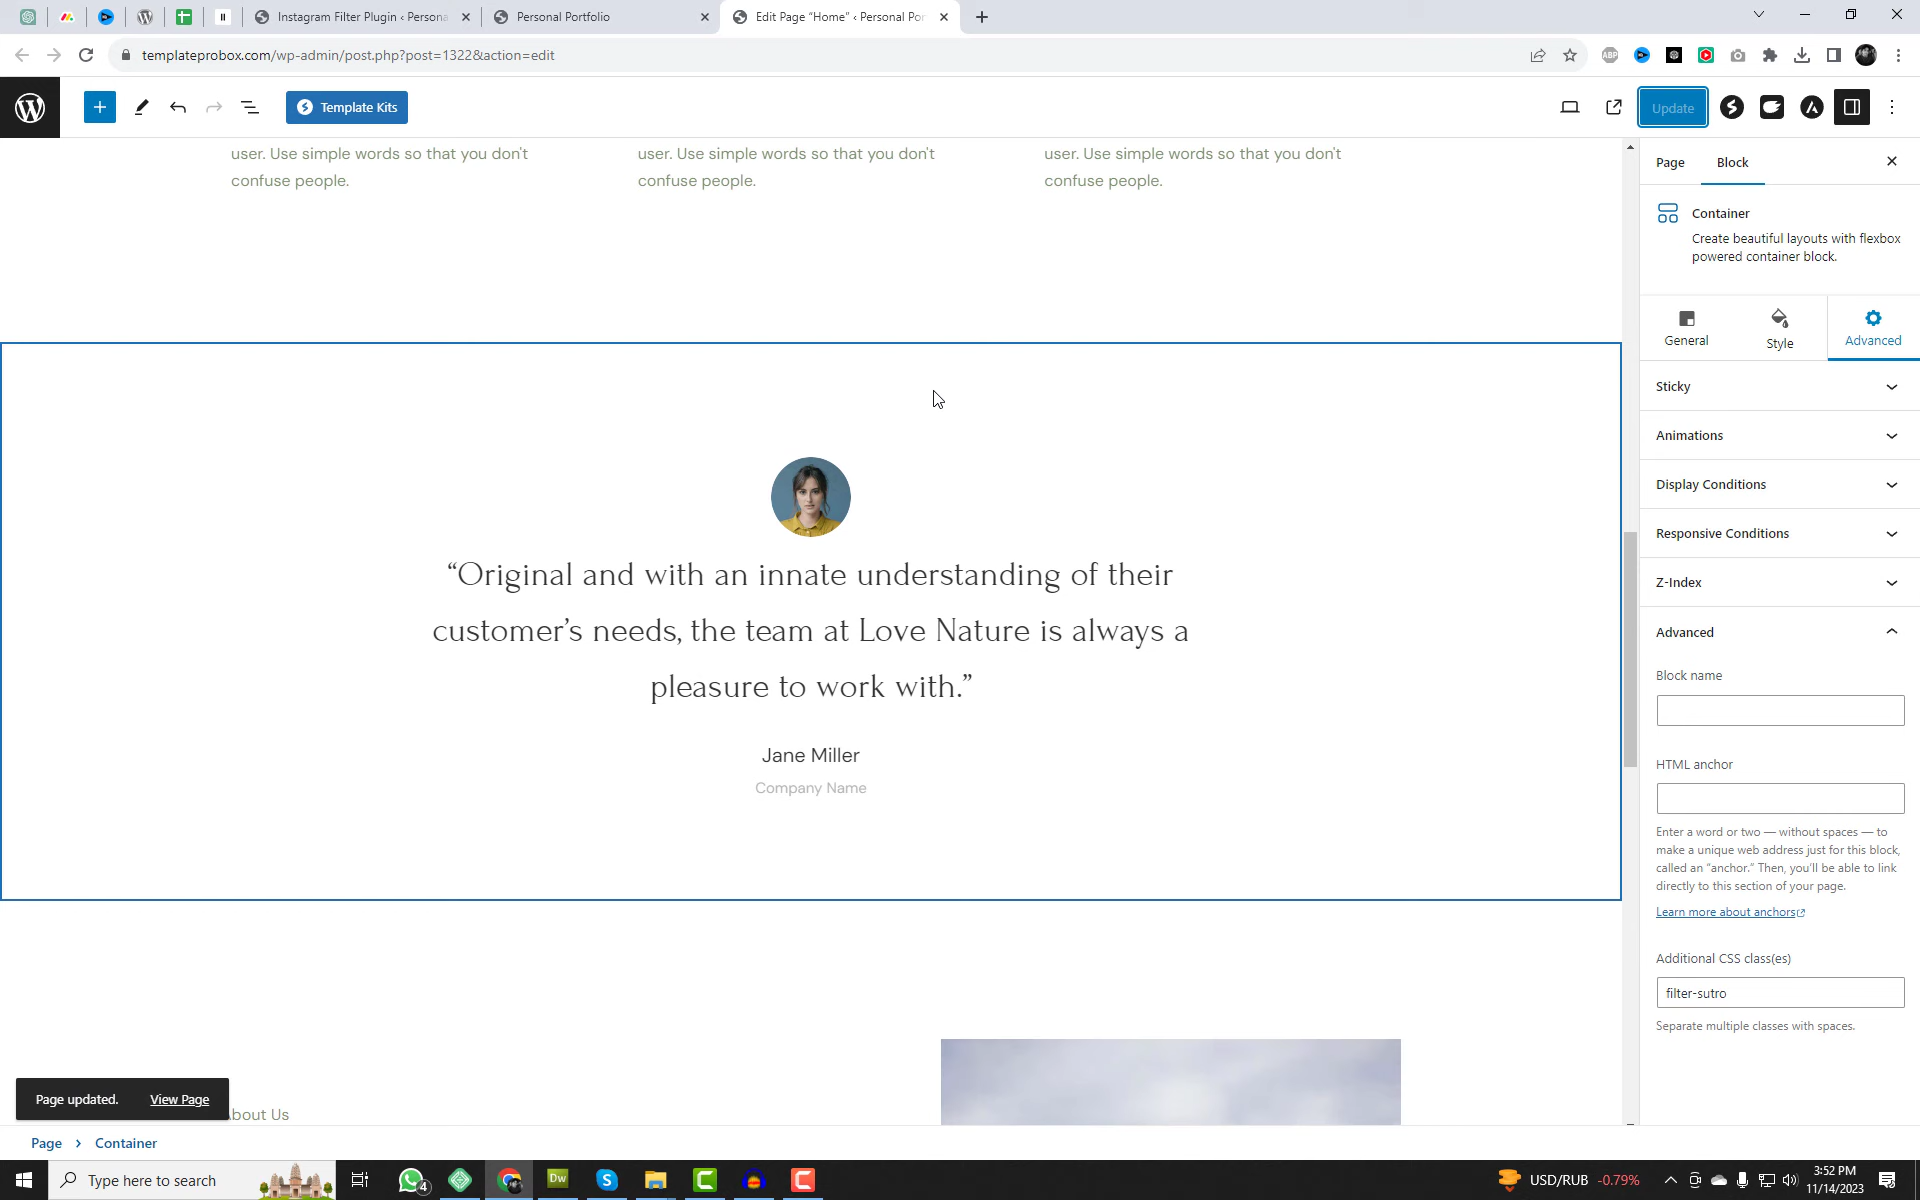 Instagram Filter Plugin ‹ Persona
Personal Portfolio
Edit Page “Home” ‹ Personal Por
templateprobox.com/wp-admin/post.php?post=1322&action=edit
ABP
Template Kits
Update
user. Use simple words so that you don't
confuse people.
user. Use simple words so that you don't
confuse people.
user. Use simple words so that you don't
confuse people.
“Original and with an innate understanding of their
customer’s needs, the team at Love Nature is always a
pleasure to work with.”
Jane Miller
Company Name
About Us
Page updated. View Page
Page › Container
Page Block
Container
Create beautiful layouts with flexbox
powered container block.
General Style Advanced
Sticky
Animations
Display Conditions
Responsive Conditions
Z-Index
Advanced
Block name
HTML anchor
Enter a word or two — without spaces — to
make a unique web address just for this block,
called an “anchor.” Then, you’ll be able to link
directly to this section of your page.
Learn more about anchors
Additional CSS class(es)
filter-sutro
Separate multiple classes with spaces.
Type here to search
4
Dw
USD/RUB -0.79%
3:52 PM
11/14/2023